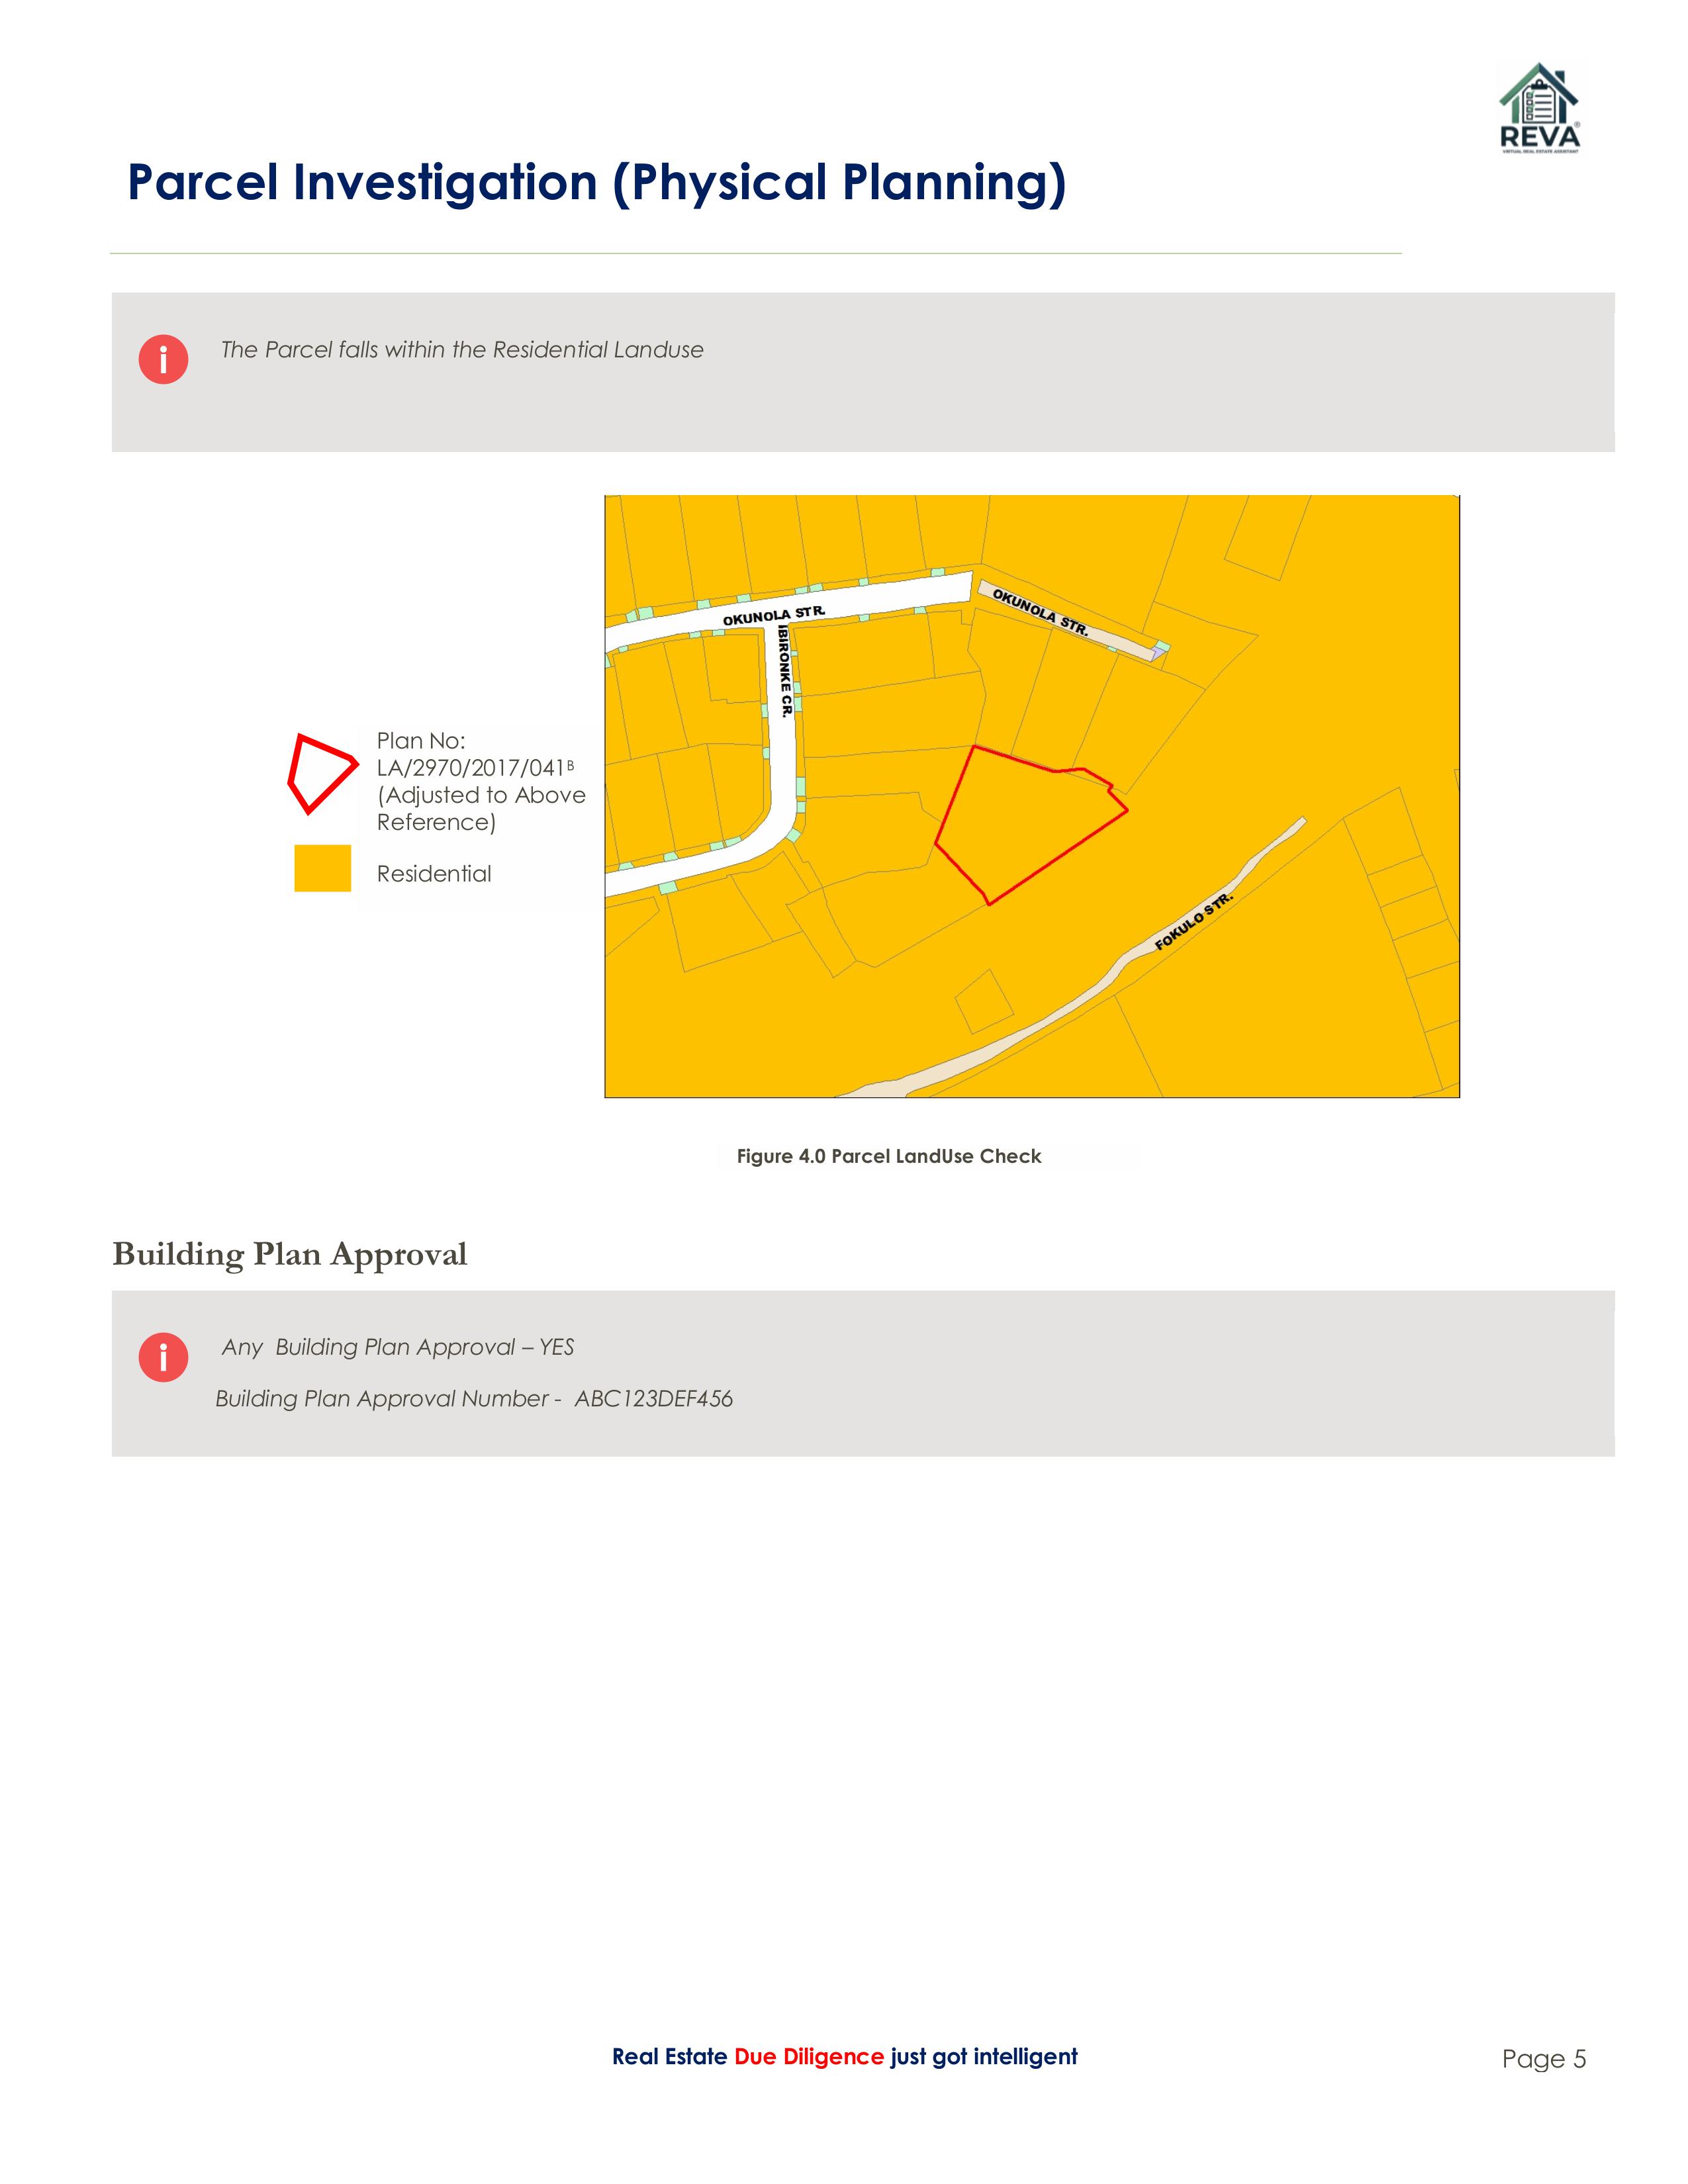 REVA®
VIRTUAL REAL ESTATE ASSISTANT
Parcel Investigation (Physical Planning)
i
The Parcel falls within the Residential Landuse
Plan No:
LA/2970/2017/041B
(Adjusted to Above
Reference)
Residential
OKUNOLA STR.
OKUNOLA STR.
IBIRONKE CR.
FOKULO STR.
Figure 4.0 Parcel LandUse Check
Building Plan Approval
i
Any Building Plan Approval – YES
Building Plan Approval Number - ABC123DEF456
Real Estate Due Diligence just got intelligent
Page 5